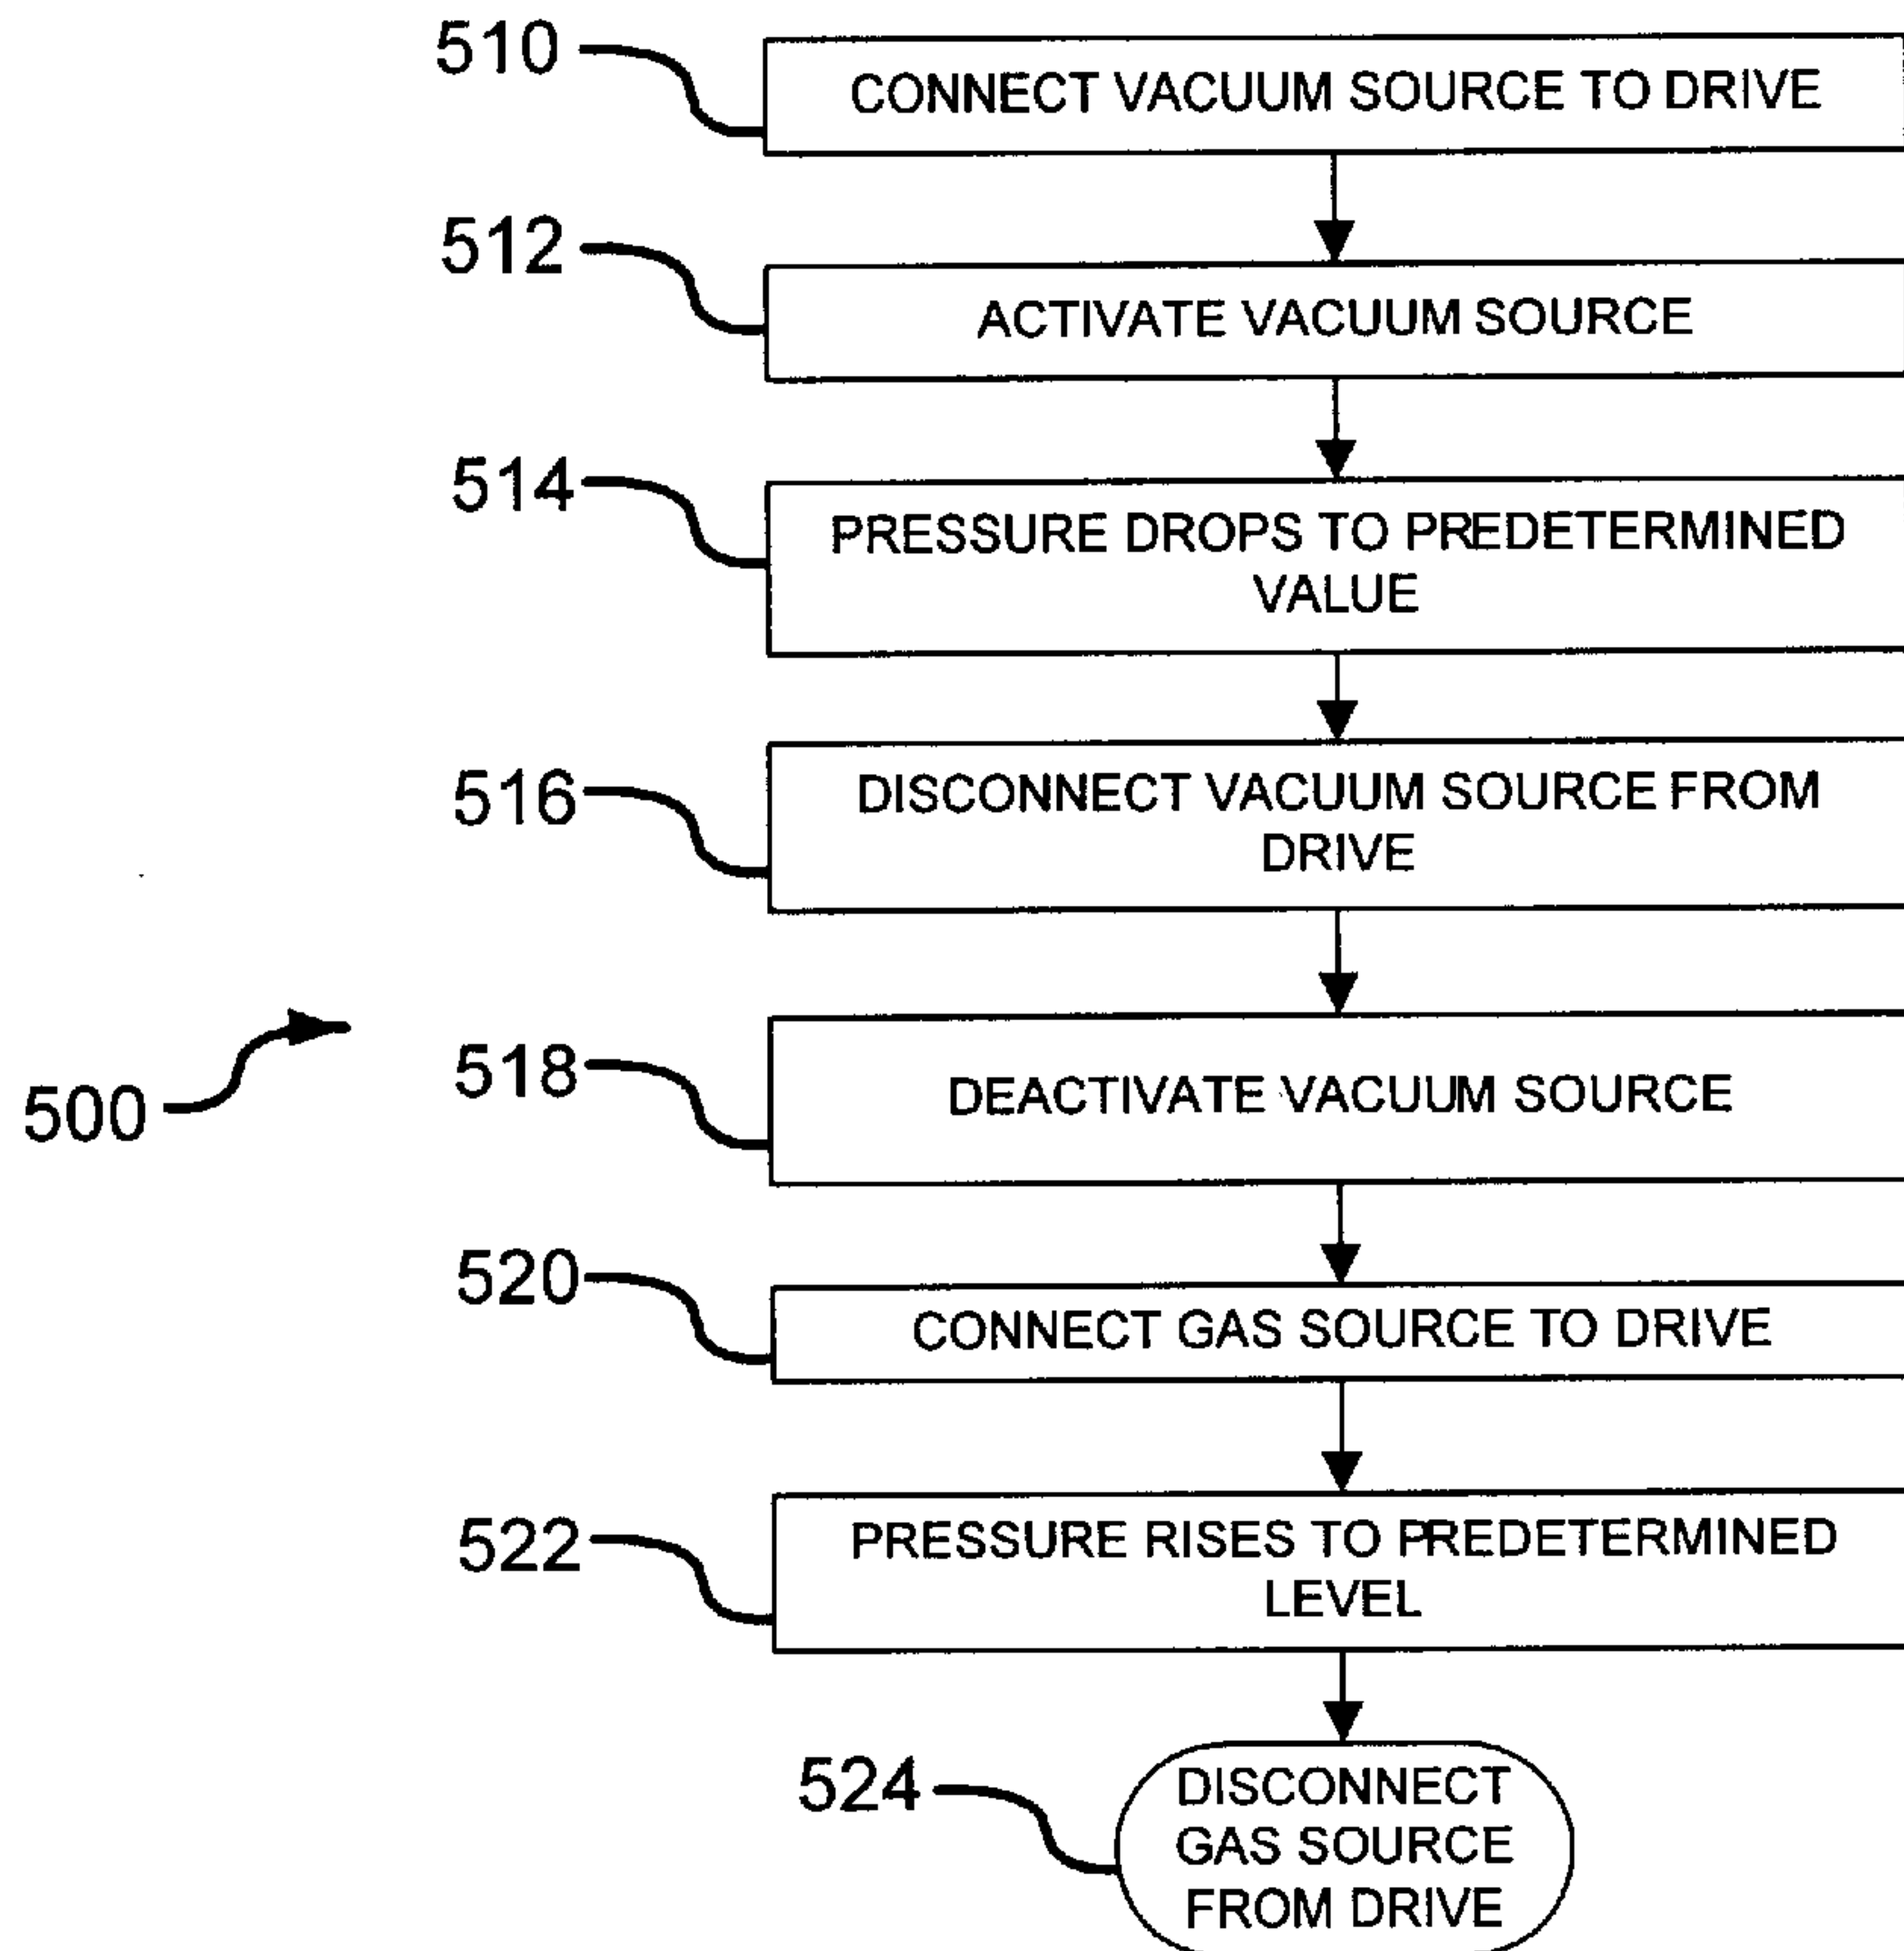 510
CONNECT VACUUM SOURCE TO DRIVE
512
ACTIVATE VACUUM SOURCE
514
PRESSURE DROPS TO PREDETERMINED
VALUE
516
DISCONNECT VACUUM SOURCE FROM
DRIVE
500
518
DEACTIVATE VACUUM SOURCE
520
CONNECT GAS SOURCE TO DRIVE
522
PRESSURE RISES TO PREDETERMINED
LEVEL
524
DISCONNECT
GAS SOURCE
FROM DRIVE